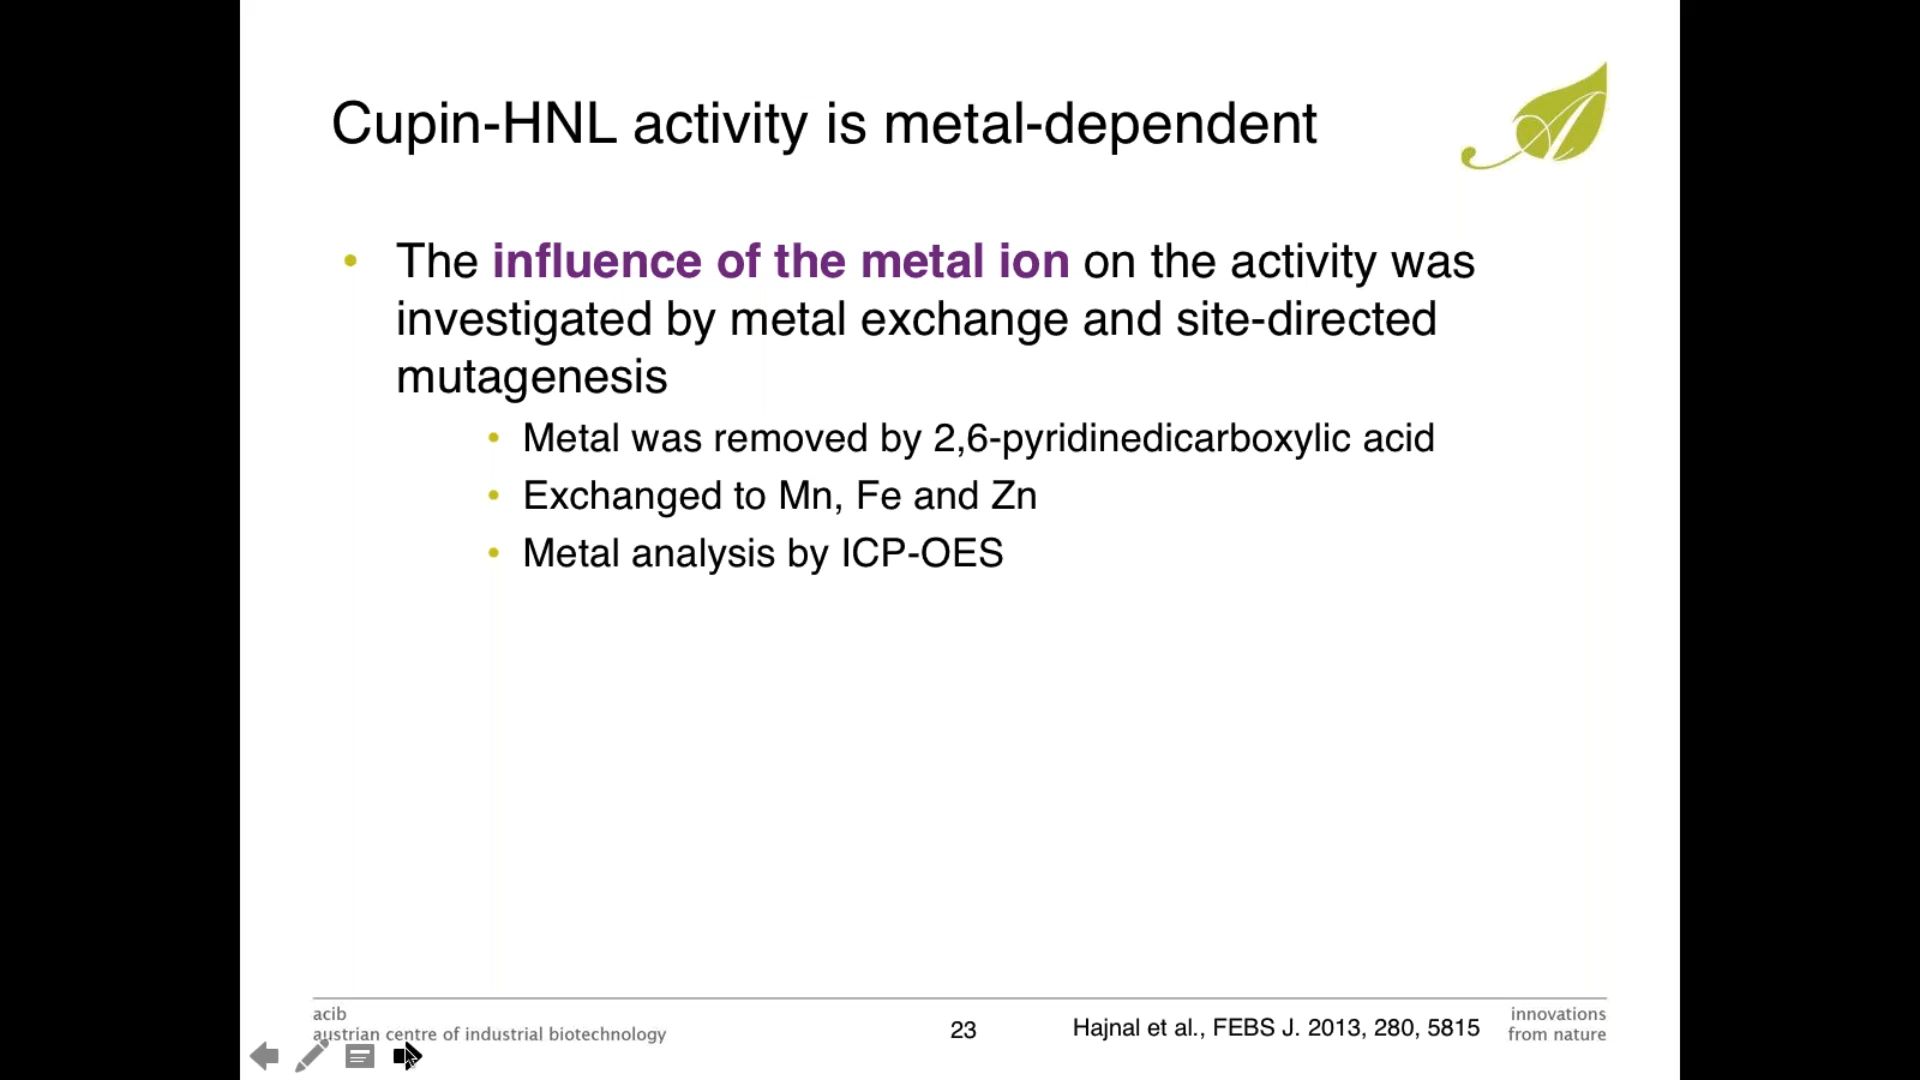 Cupin-HNL activity is metal-dependent
• The influence of the metal ion on the activity was
investigated by metal exchange and site-directed
mutagenesis
• Metal was removed by 2,6-pyridinedicarboxylic acid
• Exchanged to Mn, Fe and Zn
• Metal analysis by ICP-OES
acib
austrian centre of industrial biotechnology
23
Hajnal et al., FEBS J. 2013, 280, 5815
innovations
from nature